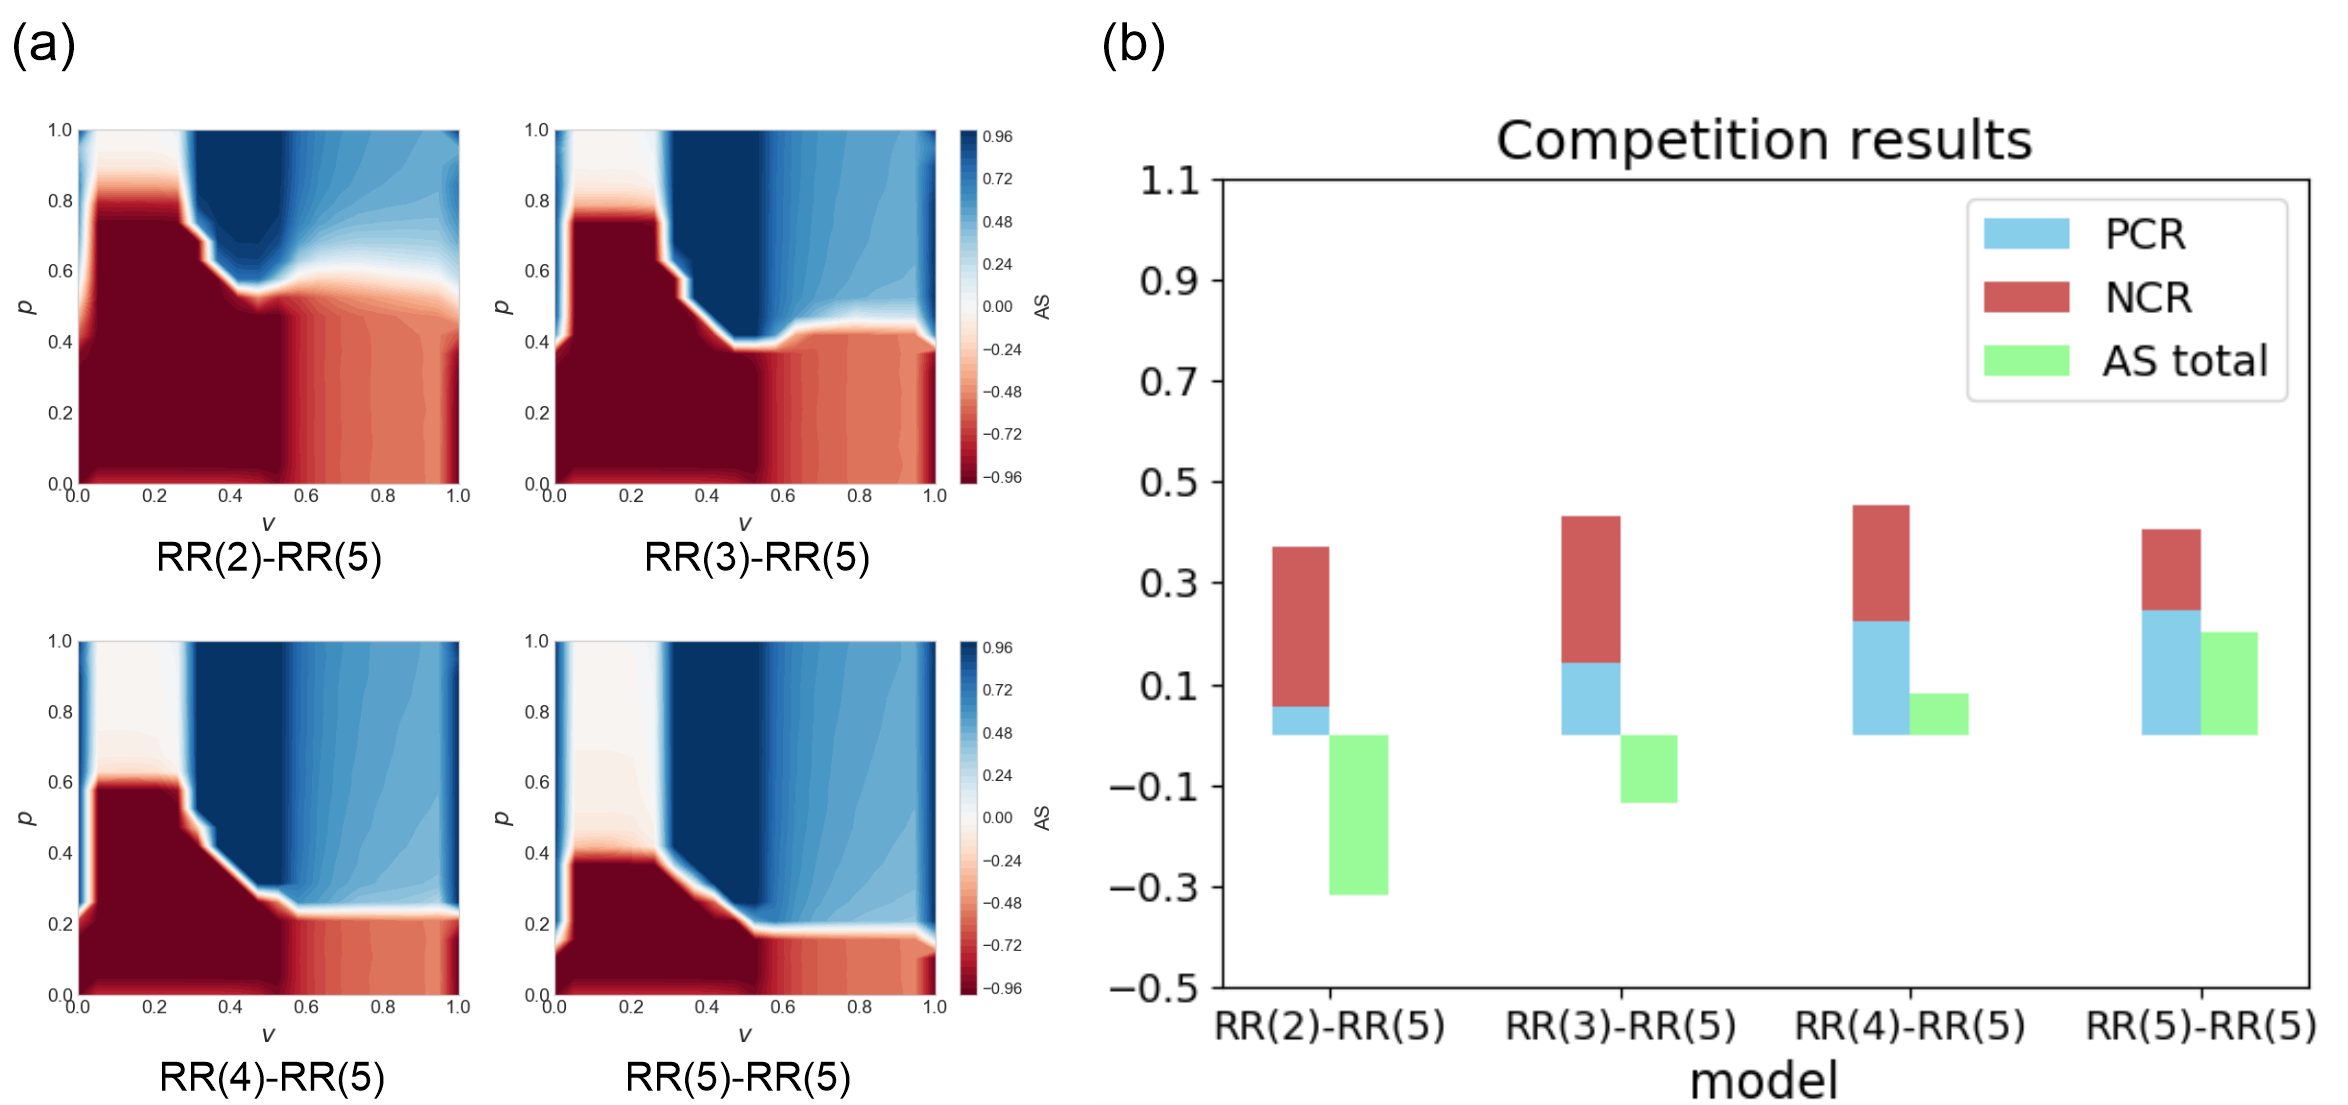 (a)
(b)
1.0
0.8
0.6
0.4
0.2
0.0
p
0.0 0.2 0.4 0.6 0.8 1.0
v
RR(2)-RR(5)
1.0
0.8
0.6
0.4
0.2
0.0
p
0.0 0.2 0.4 0.6 0.8 1.0
v
RR(3)-RR(5)
0.96
0.72
0.48
0.24
0.00
−0.24
−0.48
−0.72
−0.96
AS
1.0
0.8
0.6
0.4
0.2
0.0
p
0.0 0.2 0.4 0.6 0.8 1.0
v
RR(4)-RR(5)
1.0
0.8
0.6
0.4
0.2
0.0
p
0.0 0.2 0.4 0.6 0.8 1.0
v
RR(5)-RR(5)
0.96
0.72
0.48
0.24
0.00
−0.24
−0.48
−0.72
−0.96
AS
Competition results
1.1
0.9
0.7
0.5
0.3
0.1
−0.1
−0.3
−0.5
PCR
NCR
AS total
RR(2)-RR(5) RR(3)-RR(5) RR(4)-RR(5) RR(5)-RR(5)
model